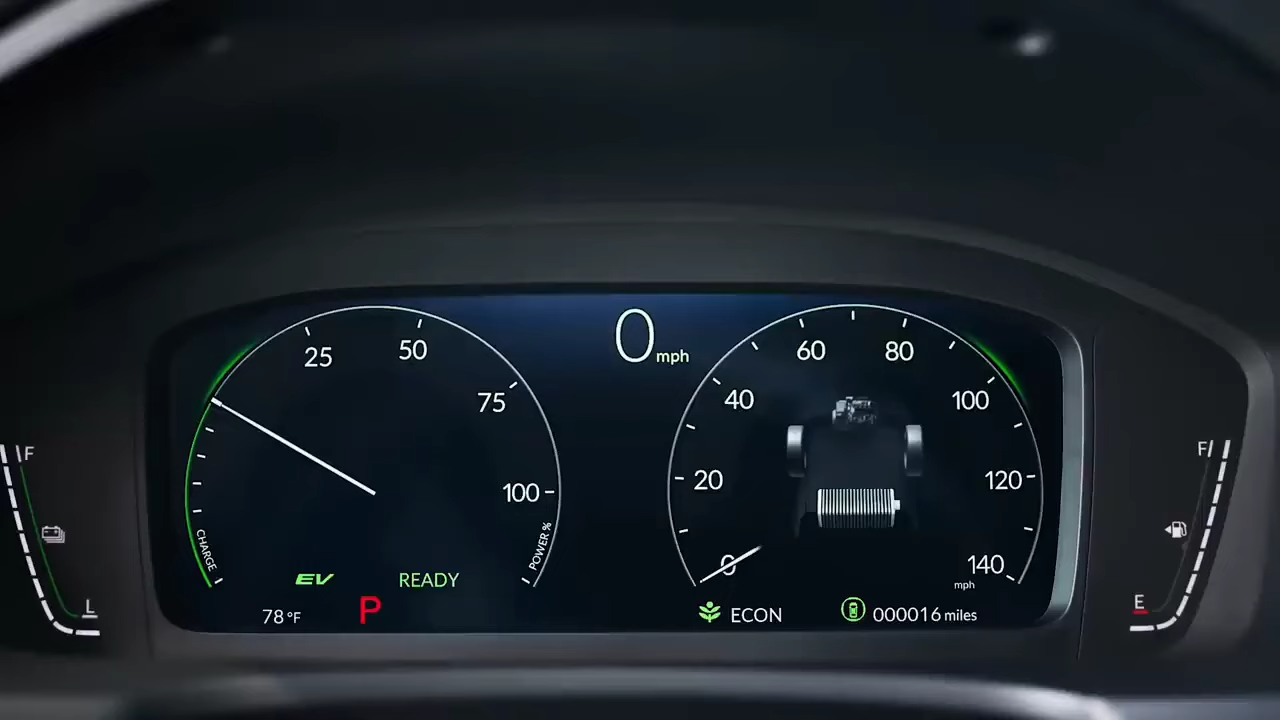 0 mph
25
50
75
100
CHARGE
POWER %
EV
READY
78 °F
P
F
L
0
20
40
60
80
100
120
140
mph
ECON
000016 miles
F
E